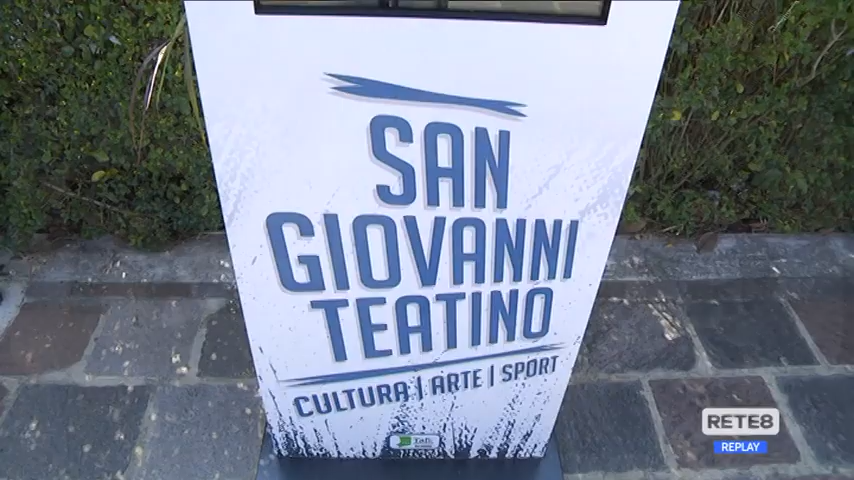 SAN
GIOVANNI
TEATINO
CULTURA | ARTE | SPORT
RETE8
REPLAY